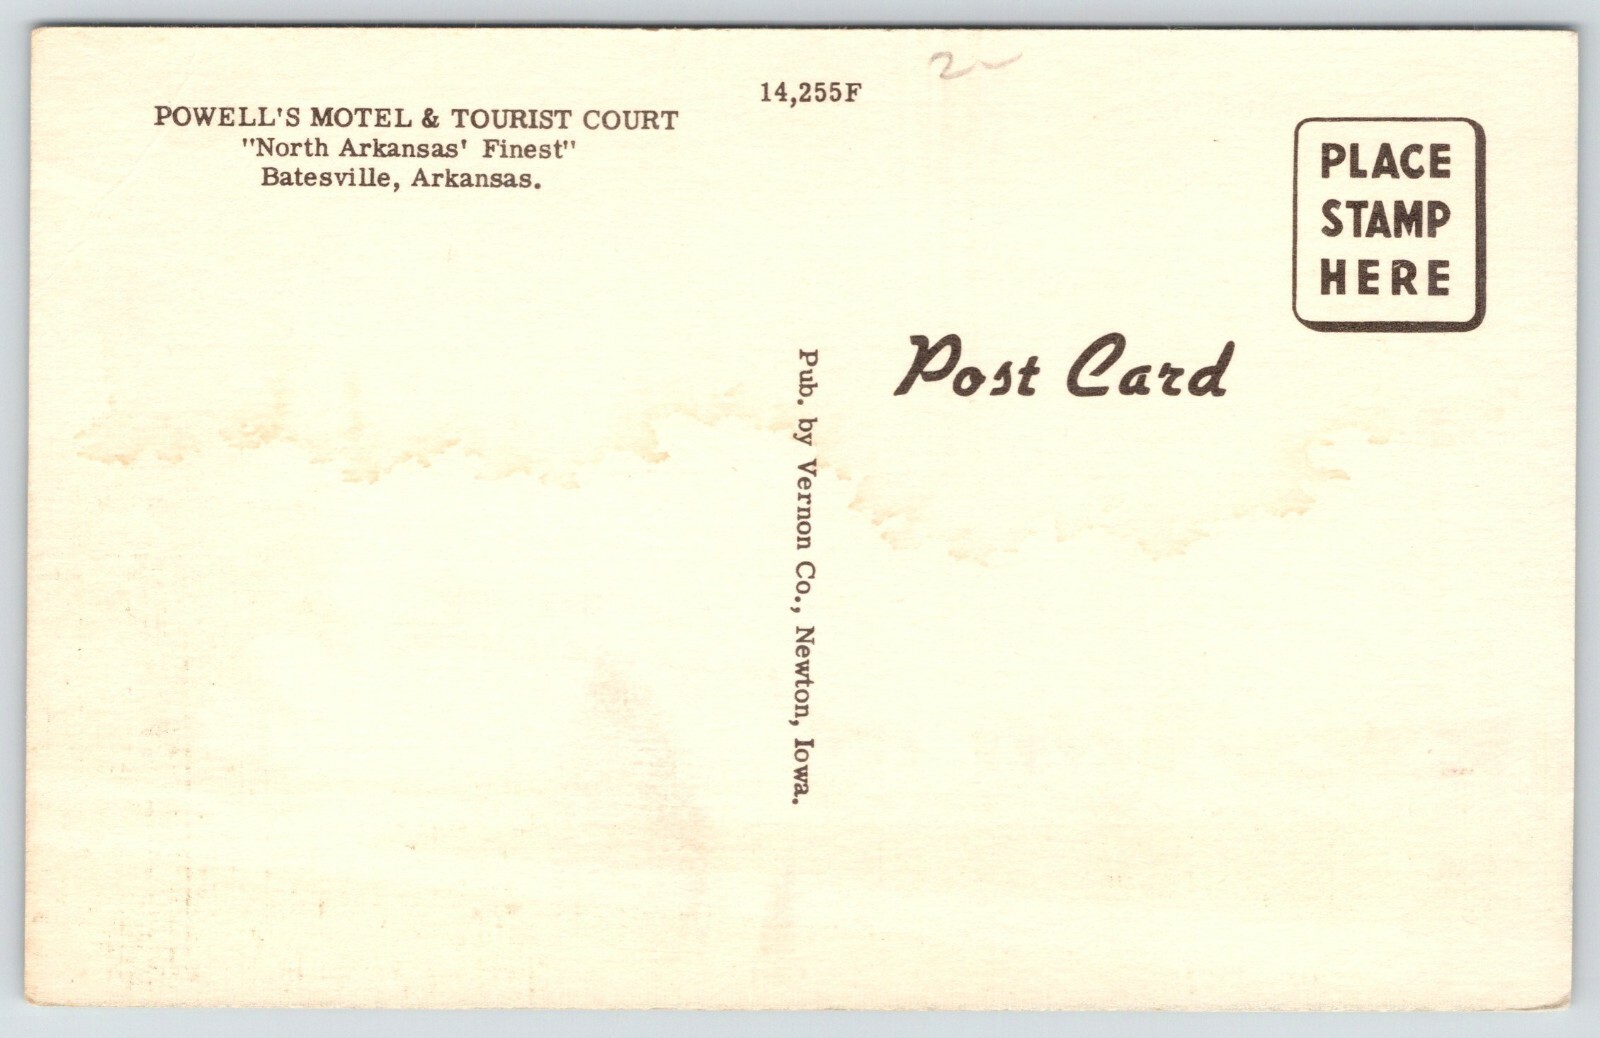 2
14,255F
POWELL'S MOTEL & TOURIST COURT
"North Arkansas' Finest"
Batesville, Arkansas.
PLACE
STAMP
HERE
Post Card
Pub. by Vernon Co., Newton, Iowa.